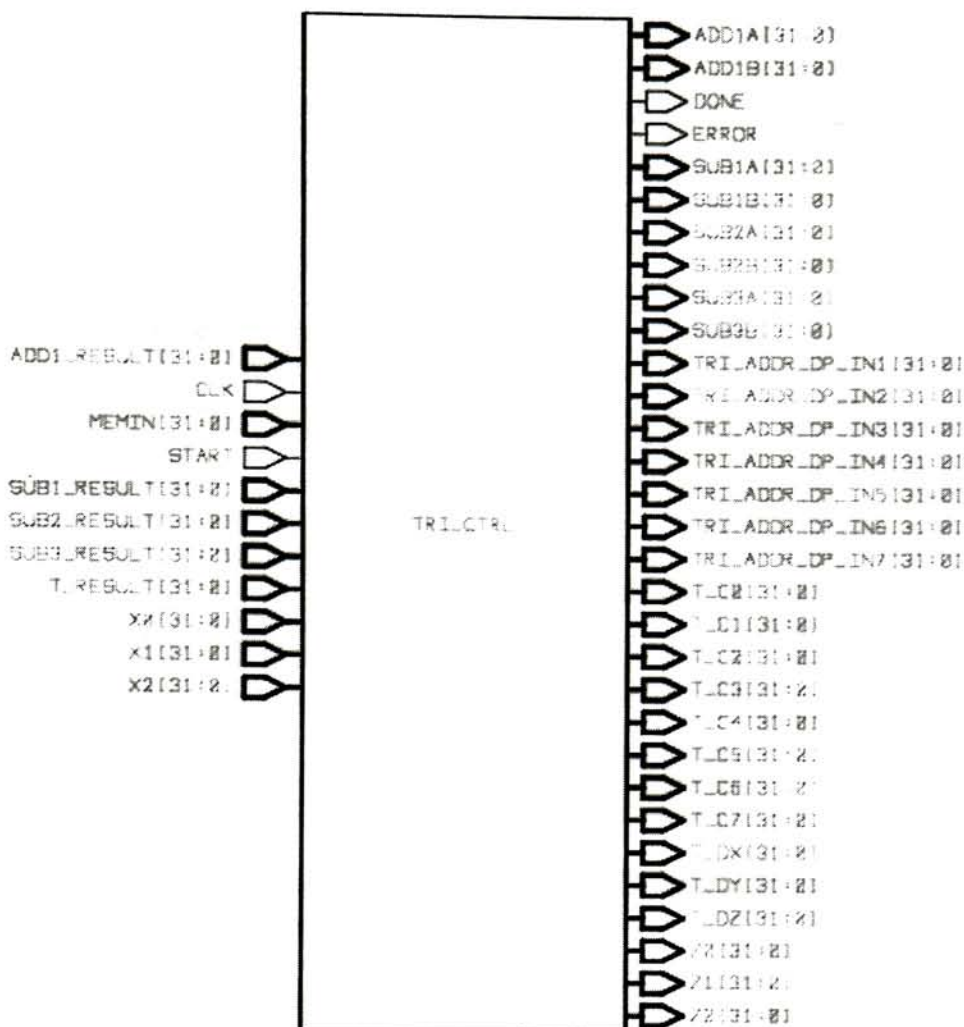 ADD1A[31:0]
ADD1B[31:0]
DONE
ERROR
SUB1A[31:0]
SUB1B[31:0]
SUB2A[31:0]
SUB2B[31:0]
SUB3A[31:0]
SUB3B[31:0]
ADD1_RESULT[31:0]
TRI_ADDR_DP_IN1[31:0]
CLK
TRI_ADDR_DP_IN2[31:0]
MEMIN[31:0]
TRI_ADDR_DP_IN3[31:0]
START
TRI_ADDR_DP_IN4[31:0]
SUB1_RESULT[31:0]
TRI_ADDR_DP_IN5[31:0]
SUB2_RESULT[31:0]
TRI_CTRL
TRI_ADDR_DP_IN6[31:0]
SUB3_RESULT[31:0]
TRI_ADDR_DP_IN7[31:0]
T_RESULT[31:0]
T_C0[31:0]
X0[31:0]
T_C1[31:0]
X1[31:0]
T_C2[31:0]
X2[31:0]
T_C3[31:0]
T_C4[31:0]
T_C5[31:0]
T_C6[31:0]
T_C7[31:0]
T_DX[31:0]
T_DY[31:0]
T_DZ[31:0]
Z0[31:0]
Z1[31:0]
Z2[31:0]